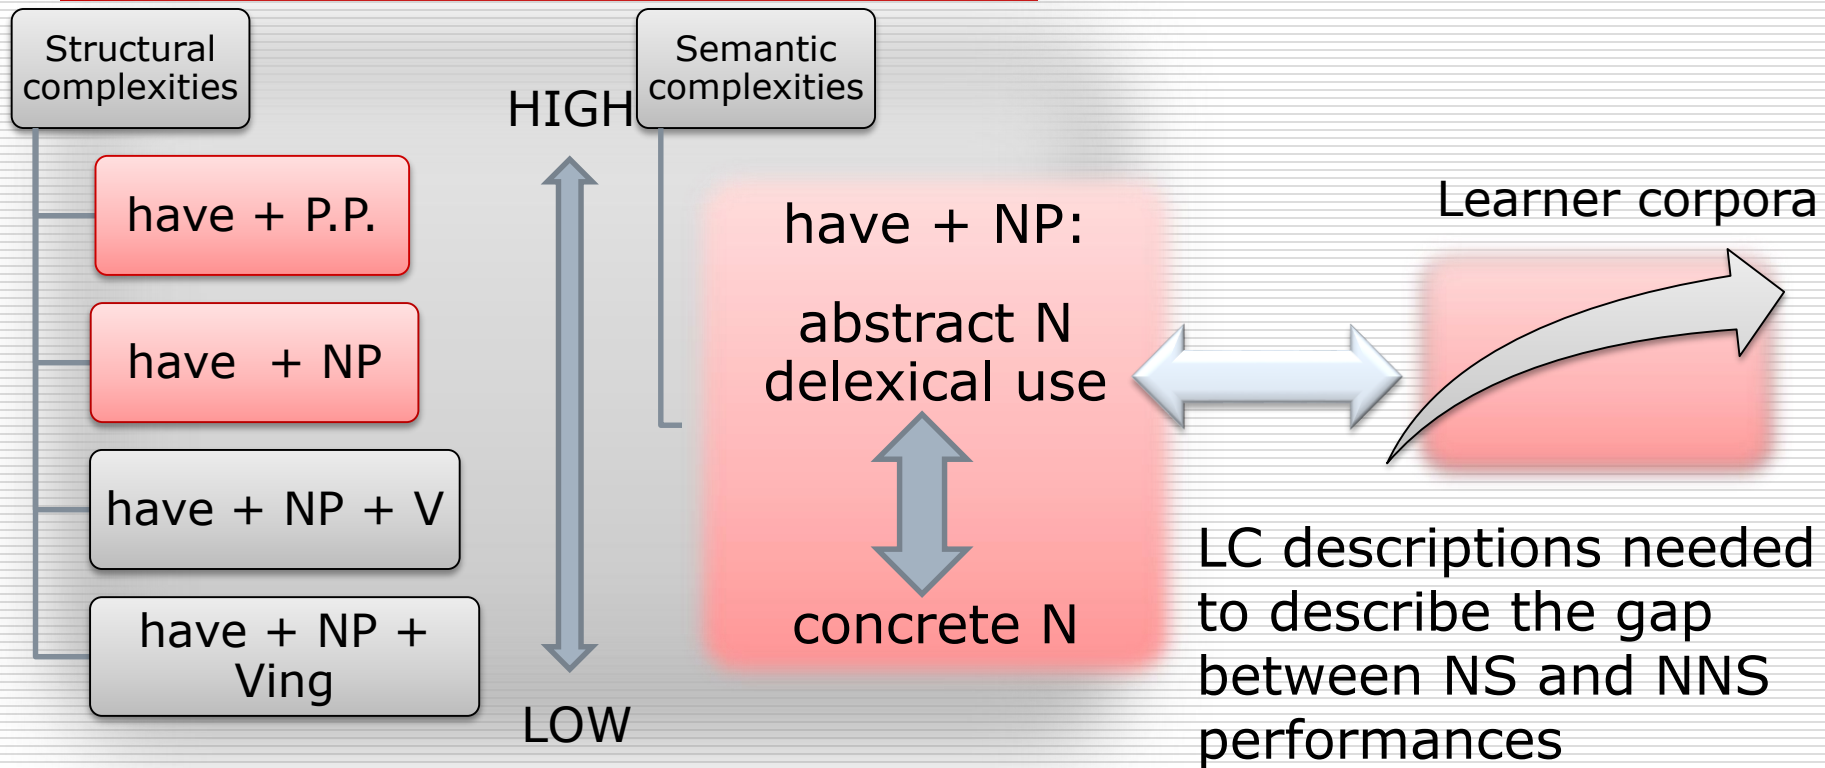 Structural
complexities
have + P.P.
have + NP
have + NP + V
have + NP +
Ving
HIGH
LOW
Semantic
complexities
have + NP:
abstract N
delexical use
concrete N
Learner corpora
LC descriptions needed
to describe the gap
between NS and NNS
performances